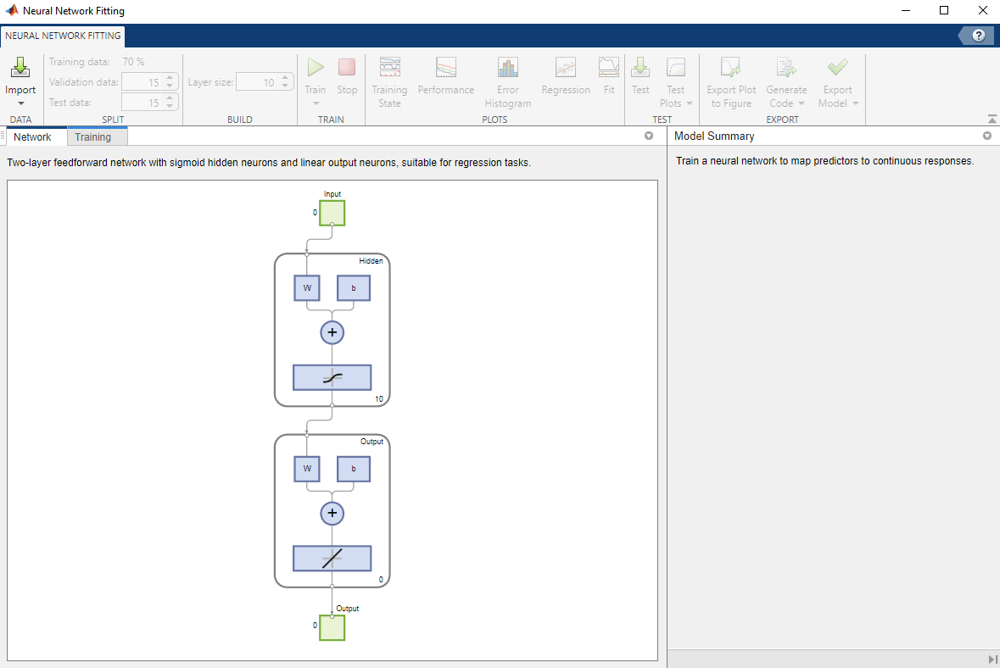 Neural Network Fitting
NEURAL NETWORK FITTING
?
Import
Training data: 70 %
Validation data: 15
Test data: 15
Layer size: 10
Train
Stop
Training
State
Performance
Error
Histogram
Regression
Fit
Test
Test
Plots
Export Plot
to Figure
Generate
Code
Export
Model
DATA
SPLIT
BUILD
TRAIN
PLOTS
TEST
EXPORT
Network
Training
Two-layer feedforward network with sigmoid hidden neurons and linear output neurons, suitable for regression tasks.
Input
0
Hidden
W
b
+
10
Output
W
b
+
0
Output
0
Model Summary
Train a neural network to map predictors to continuous responses.